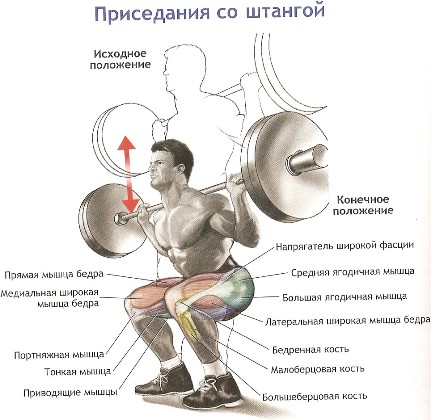 Приседания со штангой
Исходное
положение
Конечное
положение
Напрягатель широкой фасции
Прямая мышца бедра
Средняя ягодичная мышца
Медиальная широкая
мышца бедра
Большая ягодичная мышца
Латеральная широкая мышца бедра
Портняжная мышца
Бедренная кость
Тонкая мышца
Малоберцовая кость
Приводящие мышцы
Большеберцовая кость